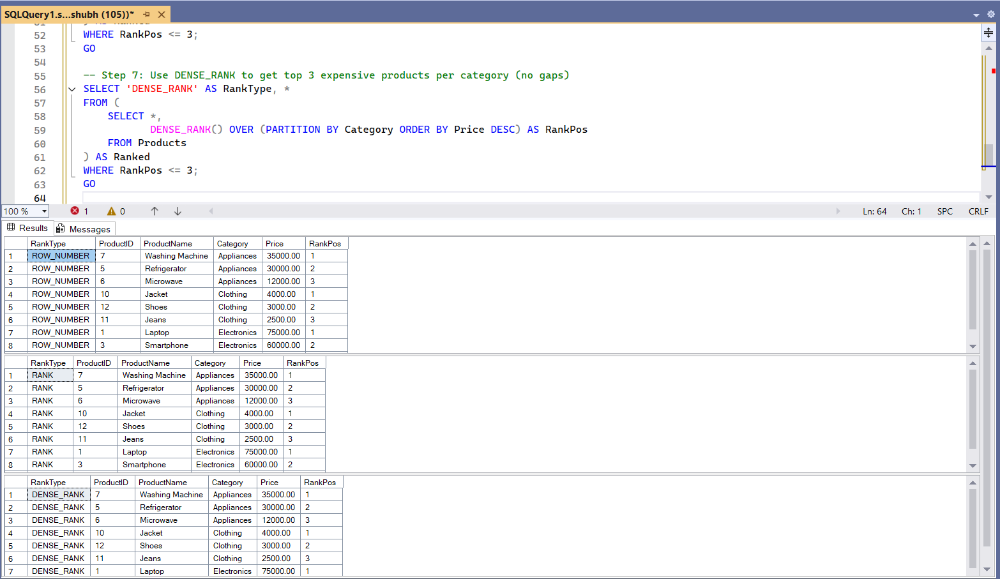 SQLQuery1.s...shubh (105))*
52 WHERE RankPos <= 3;
53 GO
54
55 -- Step 7: Use DENSE_RANK to get top 3 expensive products per category (no gaps)
56 SELECT 'DENSE_RANK' AS RankType, *
57 FROM (
58 SELECT *,
59 DENSE_RANK() OVER (PARTITION BY Category ORDER BY Price DESC) AS RankPos
60 FROM Products
61 ) AS Ranked
62 WHERE RankPos <= 3;
63 GO
64
100 % 1 0 Ln: 64 Ch: 1 SPC CRLF
Results Messages
RankType ProductID ProductName Category Price RankPos
1 ROW_NUMBER 7 Washing Machine Appliances 35000.00 1
2 ROW_NUMBER 5 Refrigerator Appliances 30000.00 2
3 ROW_NUMBER 6 Microwave Appliances 12000.00 3
4 ROW_NUMBER 10 Jacket Clothing 4000.00 1
5 ROW_NUMBER 12 Shoes Clothing 3000.00 2
6 ROW_NUMBER 11 Jeans Clothing 2500.00 3
7 ROW_NUMBER 1 Laptop Electronics 75000.00 1
8 ROW_NUMBER 3 Smartphone Electronics 60000.00 2
RankType ProductID ProductName Category Price RankPos
1 RANK 7 Washing Machine Appliances 35000.00 1
2 RANK 5 Refrigerator Appliances 30000.00 2
3 RANK 6 Microwave Appliances 12000.00 3
4 RANK 10 Jacket Clothing 4000.00 1
5 RANK 12 Shoes Clothing 3000.00 2
6 RANK 11 Jeans Clothing 2500.00 3
7 RANK 1 Laptop Electronics 75000.00 1
8 RANK 3 Smartphone Electronics 60000.00 2
RankType ProductID ProductName Category Price RankPos
1 DENSE_RANK 7 Washing Machine Appliances 35000.00 1
2 DENSE_RANK 5 Refrigerator Appliances 30000.00 2
3 DENSE_RANK 6 Microwave Appliances 12000.00 3
4 DENSE_RANK 10 Jacket Clothing 4000.00 1
5 DENSE_RANK 12 Shoes Clothing 3000.00 2
6 DENSE_RANK 11 Jeans Clothing 2500.00 3
7 DENSE_RANK 1 Laptop Electronics 75000.00 1